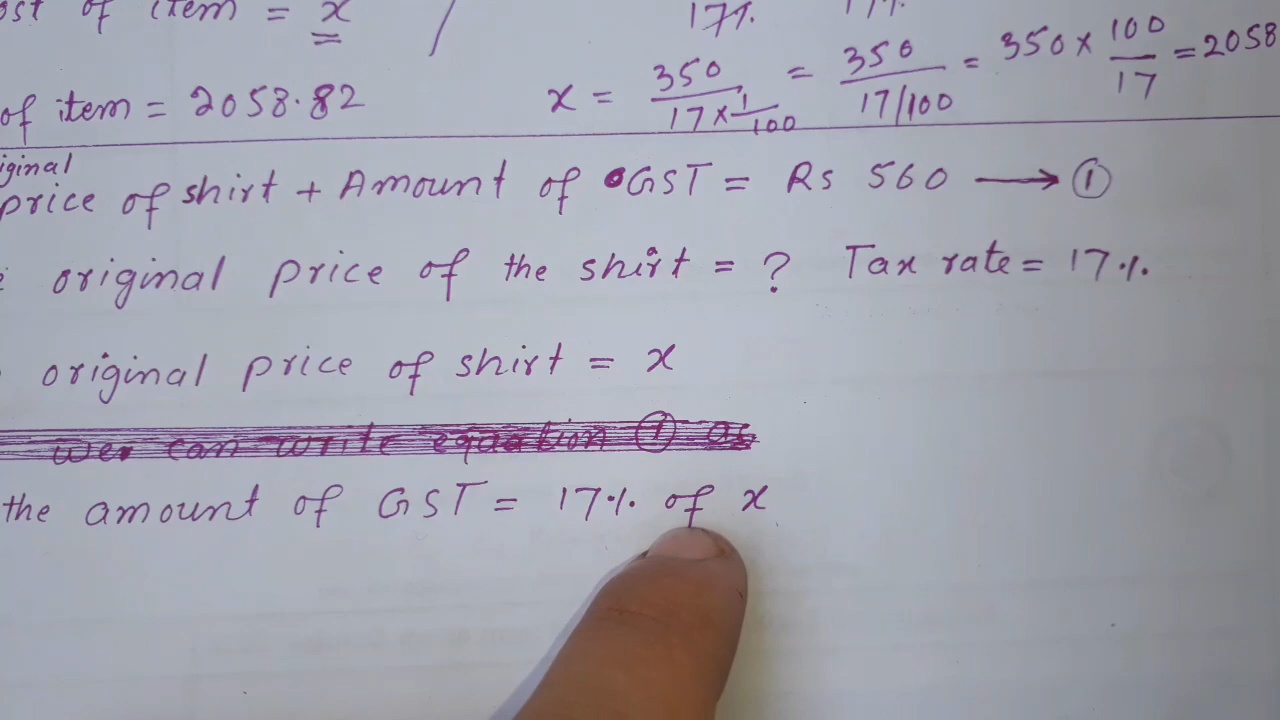 ost of item = x / 17% 17%
of item = 2058.82 x = 350 / 17 x 1/100 = 350 / 17/100 = 350 x 100/17 = 2058
iginal
price of shirt + Amount of GST = Rs 560 → ①
original price of the shirt = ? Tax rate = 17%
original price of shirt = x
we can write equation ① as
the amount of GST = 17% of x